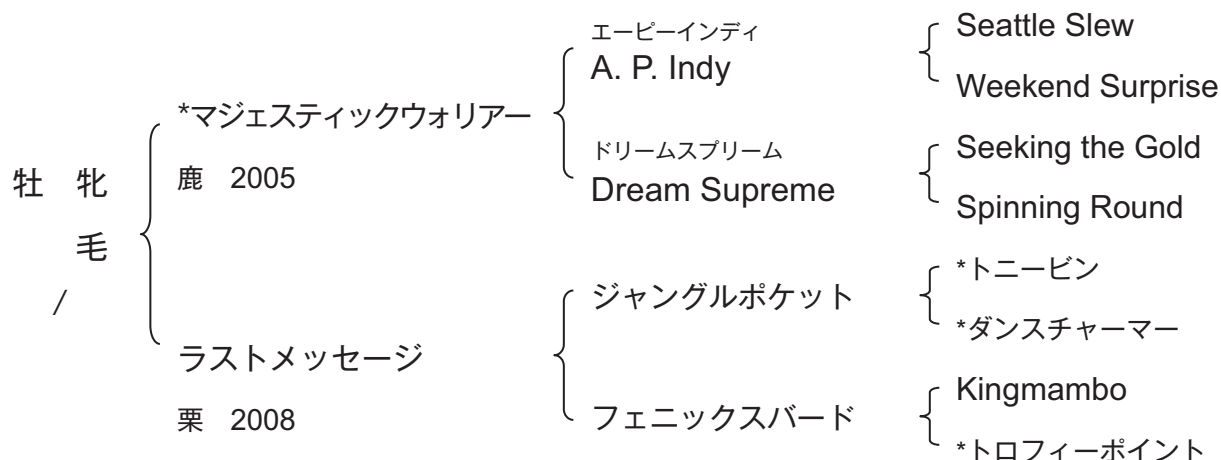 牡 牝
毛
/
*マジェスティックウォリアー
鹿 2005
ラストメッセージ
栗 2008
エーピーインディ
A. P. Indy
ドリームスプリーム
Dream Supreme
ジャングルポケット
フェニックスバード
Seattle Slew
Weekend Surprise
Seeking the Gold
Spinning Round
*トニービン
*ダンスチャーマー
Kingmambo
*トロフィーポイント